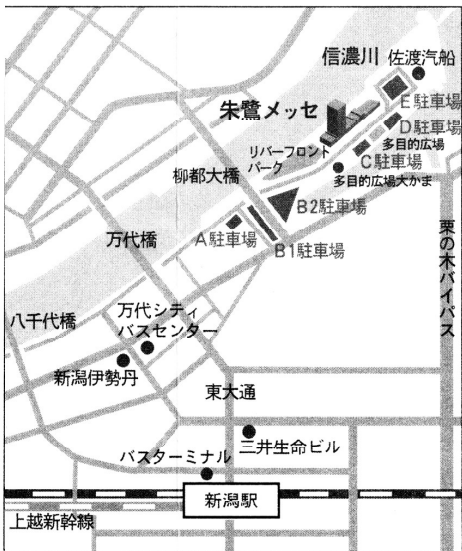 信濃川
佐渡汽船
朱鷺メッセ
E駐車場
D駐車場
多目的広場
リバーフロント
パーク
C駐車場
多目的広場大かま
柳都大橋
B2駐車場
A駐車場
B1駐車場
万代橋
栗の木バイパス
八千代橋
万代シティ
バスセンター
新潟伊勢丹
東大通
三井生命ビル
バスターミナル
新潟駅
上越新幹線